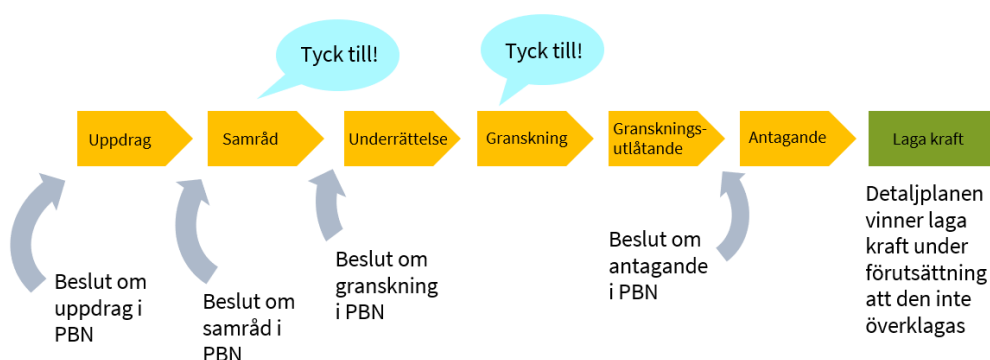 Tyck till!
Tyck till!
Uppdrag
Samråd
Underrättelse
Granskning
Gransknings-
utlåtande
Antagande
Laga kraft
Beslut om
uppdrag i
PBN
Beslut om
samråd i
PBN
Beslut om
granskning
i PBN
Beslut om
antagande
i PBN
Detaljplanen
vinner laga
kraft under
förutsättning
att den inte
överklagas